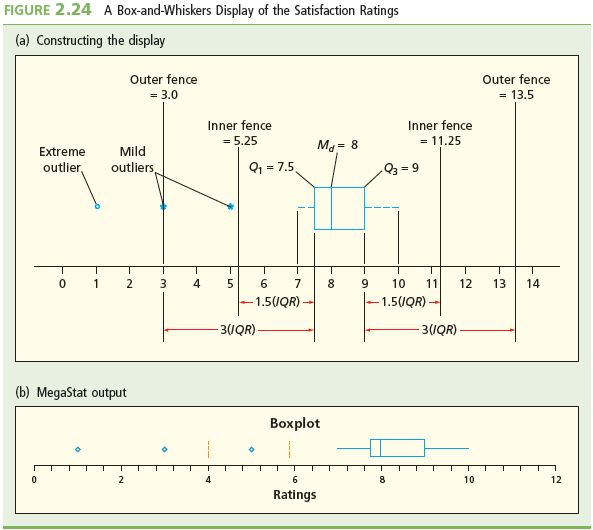 FIGURE 2.24 A Box-and-Whiskers Display of the Satisfaction Ratings
(a) Constructing the display
Outer fence
= 3.0
Outer fence
= 13.5
Inner fence
= 5.25
Inner fence
= 11.25
Extreme
outlier
Mild
outliers
Md = 8
Q1 = 7.5
Q3 = 9
0 1 2 3 4 5 6 7 8 9 10 11 12 13 14
1.5(IQR) 1.5(IQR)
3(IQR) 3(IQR)
(b) MegaStat output
Boxplot
0 2 4 6 8 10 12
Ratings